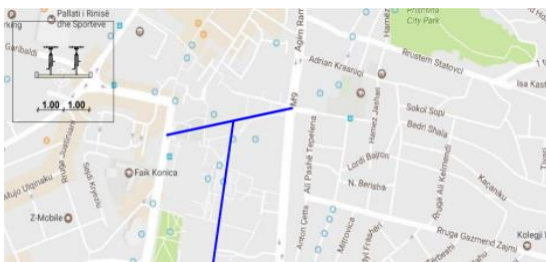 Pallati i Rinisë
dhe Sporteve
Garibaldi
1.00 1.00
Agim Ram
Hamëz
Prishtina
City Park
Rrustem Statovci
Adrian Krasniqi
Isa Kast
M9
Sokol Sopi
Bedri Shala
Hamez Jashari
Ali Pashë Tepelena
Lordi Bajron
N. Berisha
Kaçaniku
Rruga Ali Kelmendi
Rruga Gazmend Zajmi
Kolegji
Faik Konica
Mujo Ulqinaku
Sejdi Kryeziu
Z-Mobile
Anton Çetta
Mitrovica